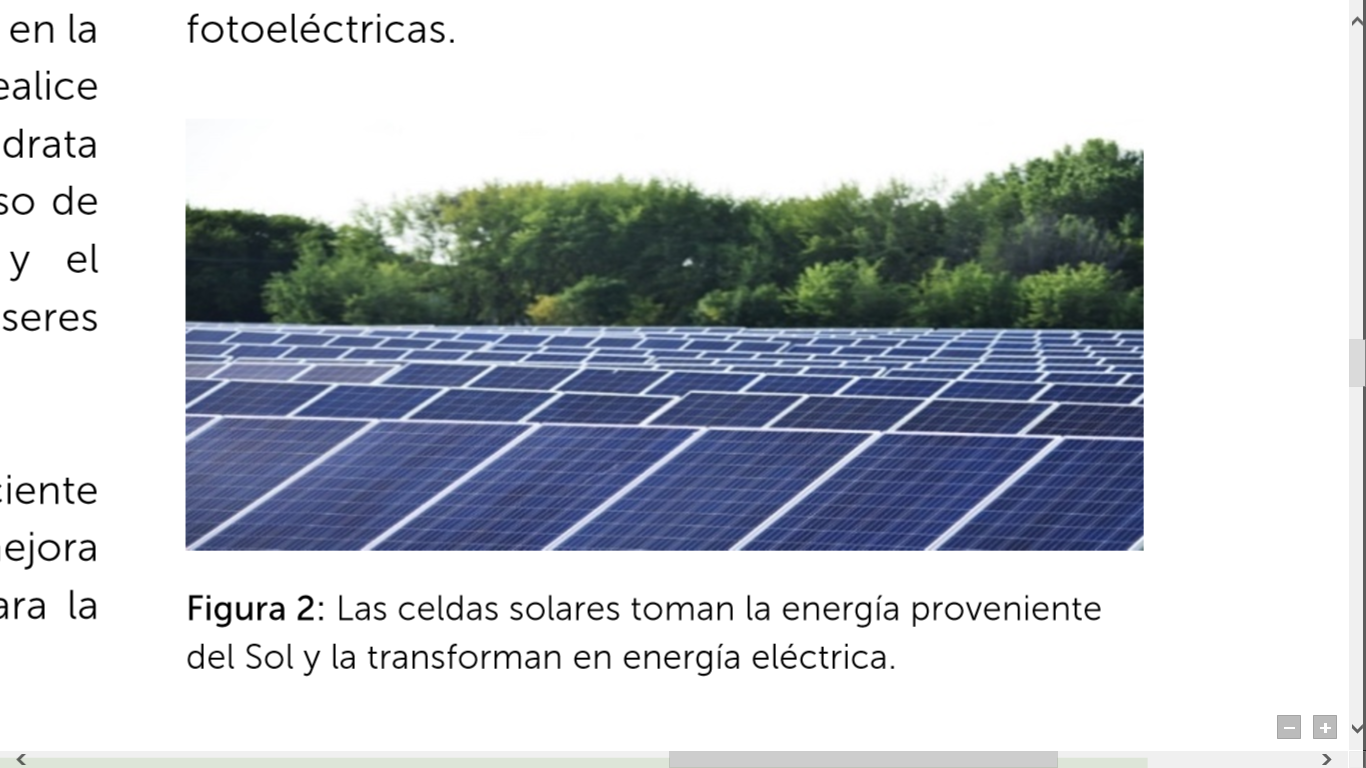 en la
ealice
drata
so de
y el
seres
ciente
nejora
ara la
fotoeléctricas.
Figura 2: Las celdas solares toman la energía proveniente
del Sol y la transforman en energía eléctrica.